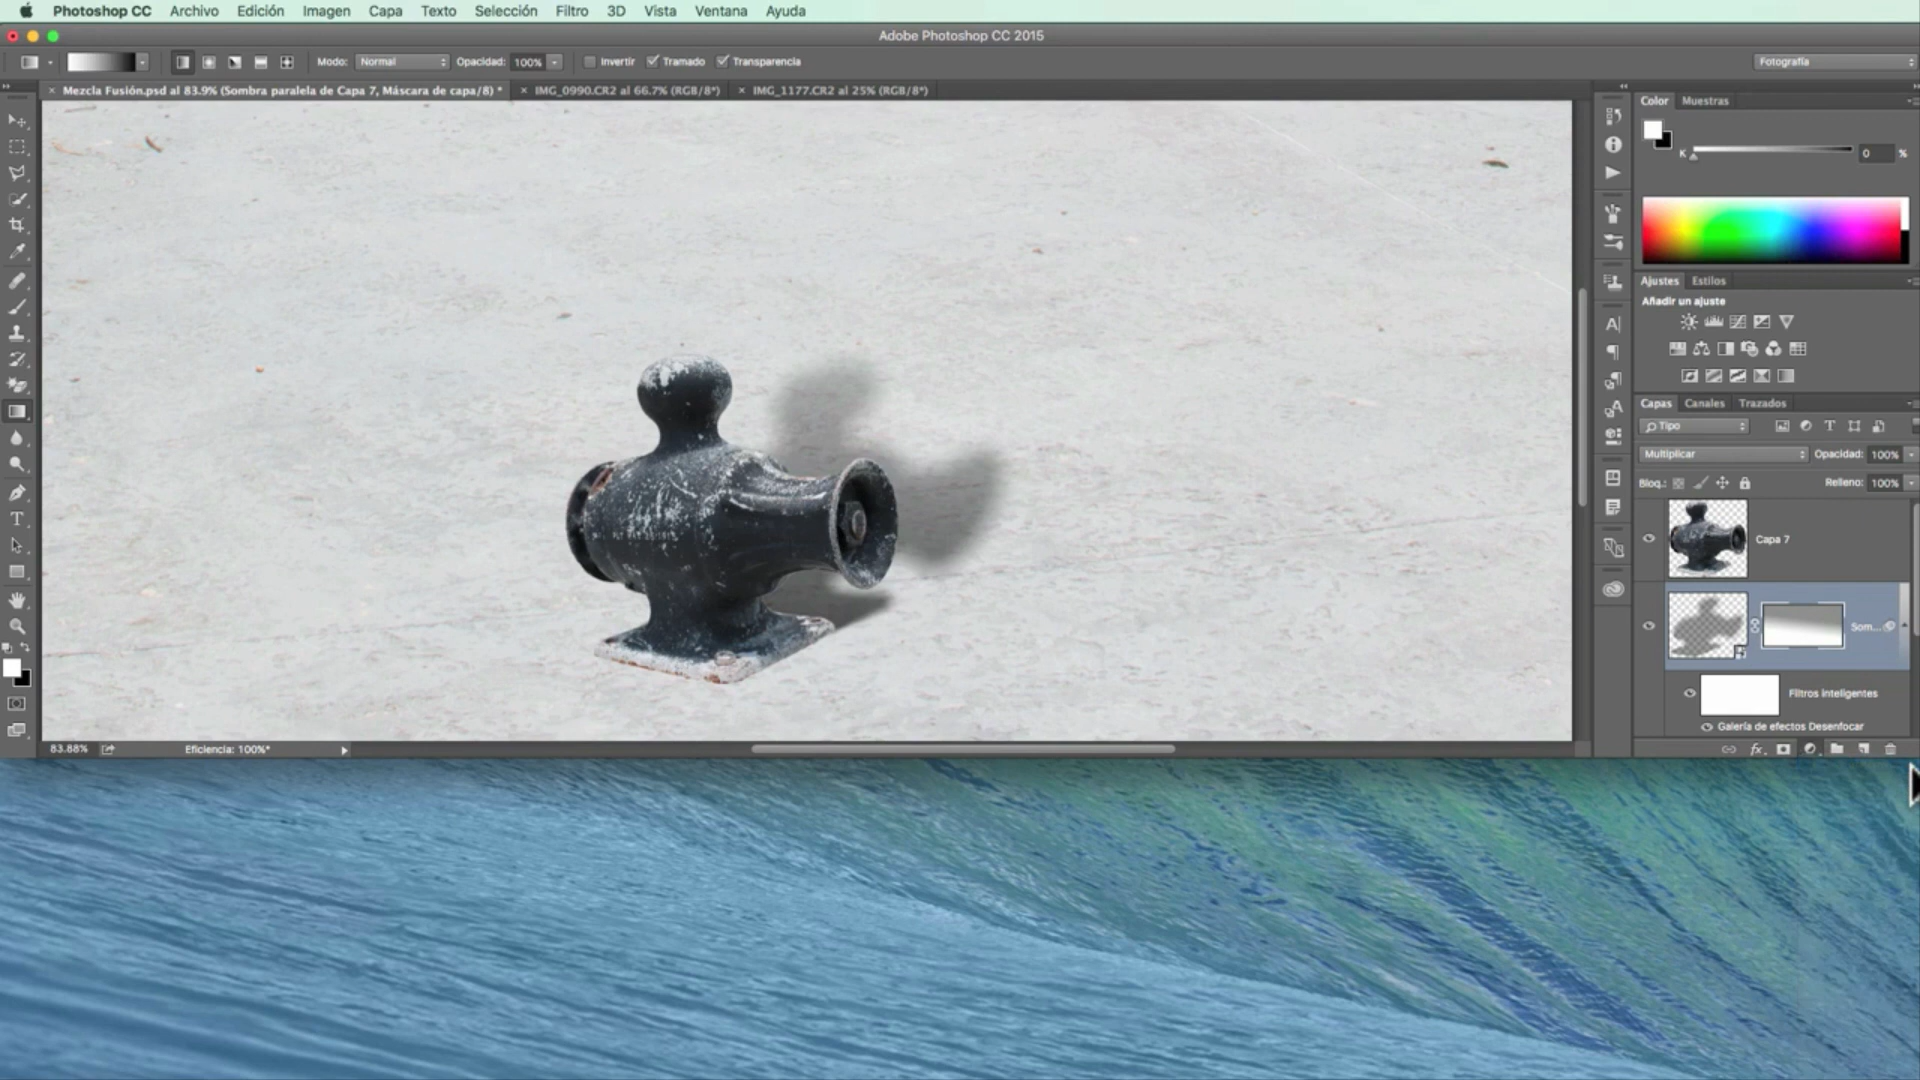 Photoshop CC Archivo Edición Imagen Capa Texto Selección Filtro 3D Vista Ventana Ayuda
Adobe Photoshop CC 2015
Modo: Normal Opacidad: 100% Invertir Tramado Transparencia Fotografía
Mezcla Fusión.psd al 83.9% (Sombra paralela de Capa 7, Máscara de capa/8) * IMG_0990.CR2 al 66.7% (RGB/8*) IMG_1177.CR2 al 25% (RGB/8*)
Color Muestras
K 0 %
Ajustes Estilos
Añadir un ajuste
Capas Canales Trazados
Tipo
Multiplicar Opacidad: 100%
Bloq.: Relleno: 100%
Capa 7
Som...
Filtros inteligentes
Galería de efectos Desenfocar
83.88% Eficiencia: 100%*